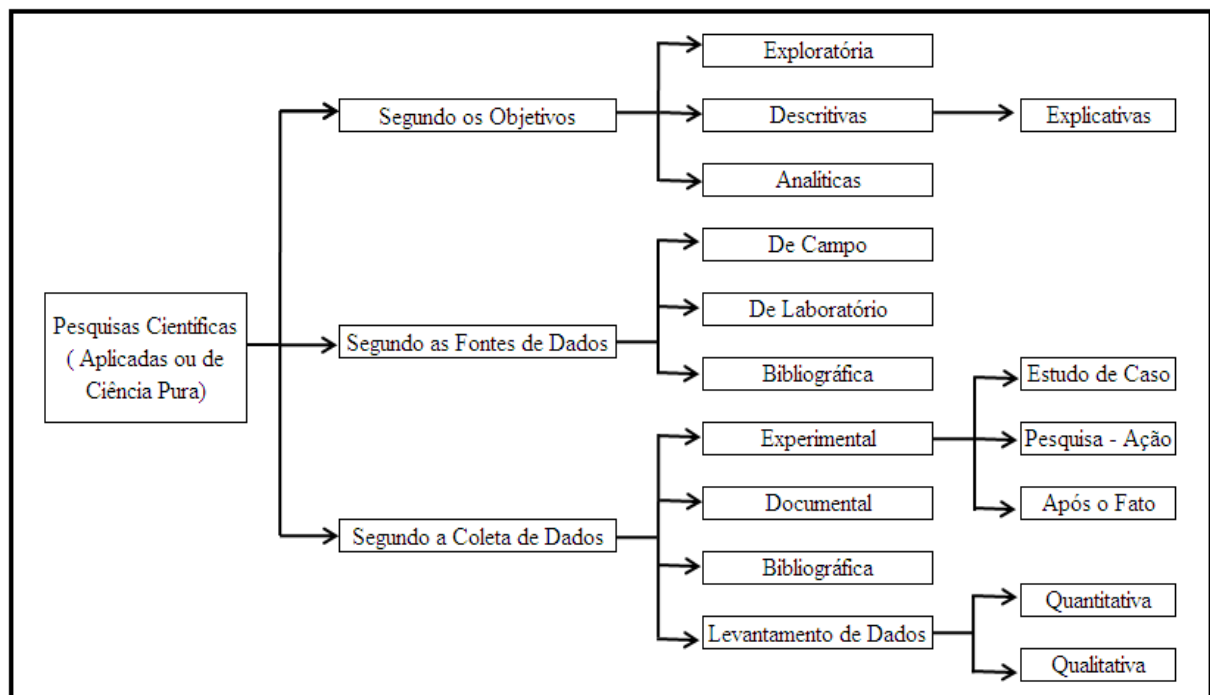 Exploratória
Segundo os Objetivos
Descritivas
Explicativas
Analíticas
De Campo
Pesquisas Científicas
( Aplicadas ou de
Ciência Pura)
Segundo as Fontes de Dados
De Laboratório
Bibliográfica
Estudo de Caso
Experimental
Pesquisa - Ação
Após o Fato
Segundo a Coleta de Dados
Documental
Bibliográfica
Levantamento de Dados
Quantitativa
Qualitativa